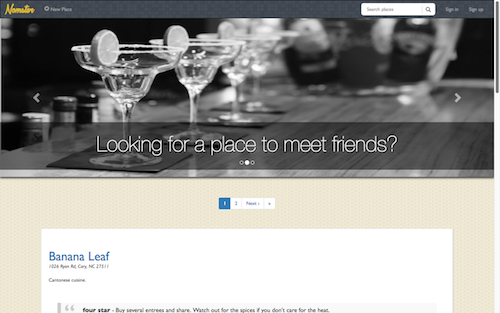 Nomster
New Place
Search places
Sign in
Sign up
Looking for a place to meet friends?
1 2 Next › »
Banana Leaf
1026 Ryan Rd, Cary, NC 27511
Cantonese cuisine.
four star - Buy several entrees and share. Watch out for the spices if you don't care for the heat.